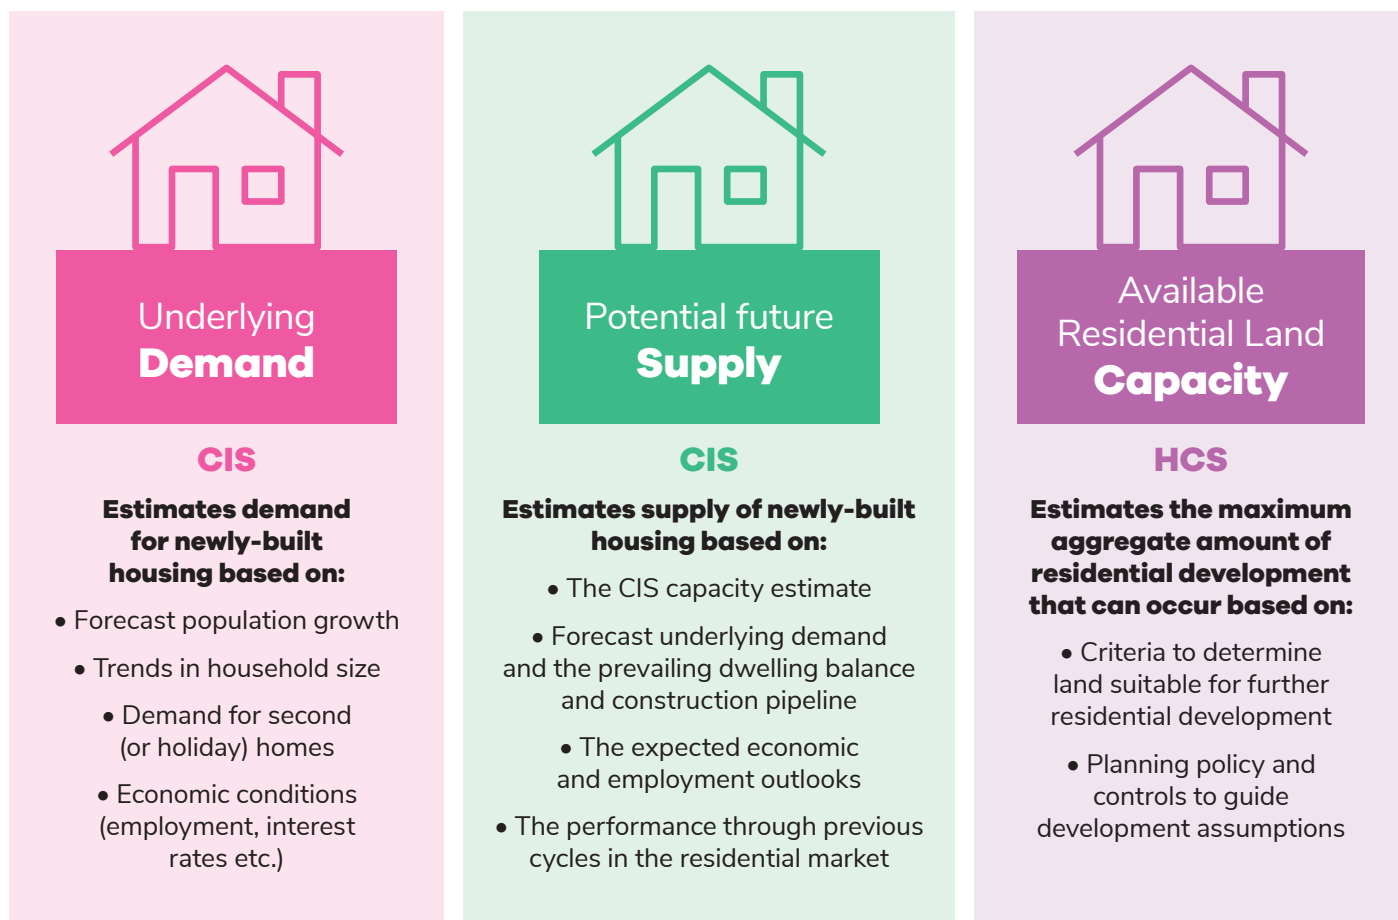 Underlying
Demand
CIS
Estimates demand
for newly-built
housing based on:
• Forecast population growth
• Trends in household size
• Demand for second
(or holiday) homes
• Economic conditions
(employment, interest
rates etc.)
Potential future
Supply
CIS
Estimates supply of newly-built
housing based on:
• The CIS capacity estimate
• Forecast underlying demand
and the prevailing dwelling balance
and construction pipeline
• The expected economic
and employment outlooks
• The performance through previous
cycles in the residential market
Available
Residential Land
Capacity
HCS
Estimates the maximum
aggregate amount of
residential development
that can occur based on:
• Criteria to determine
land suitable for further
residential development
• Planning policy and
controls to guide
development assumptions